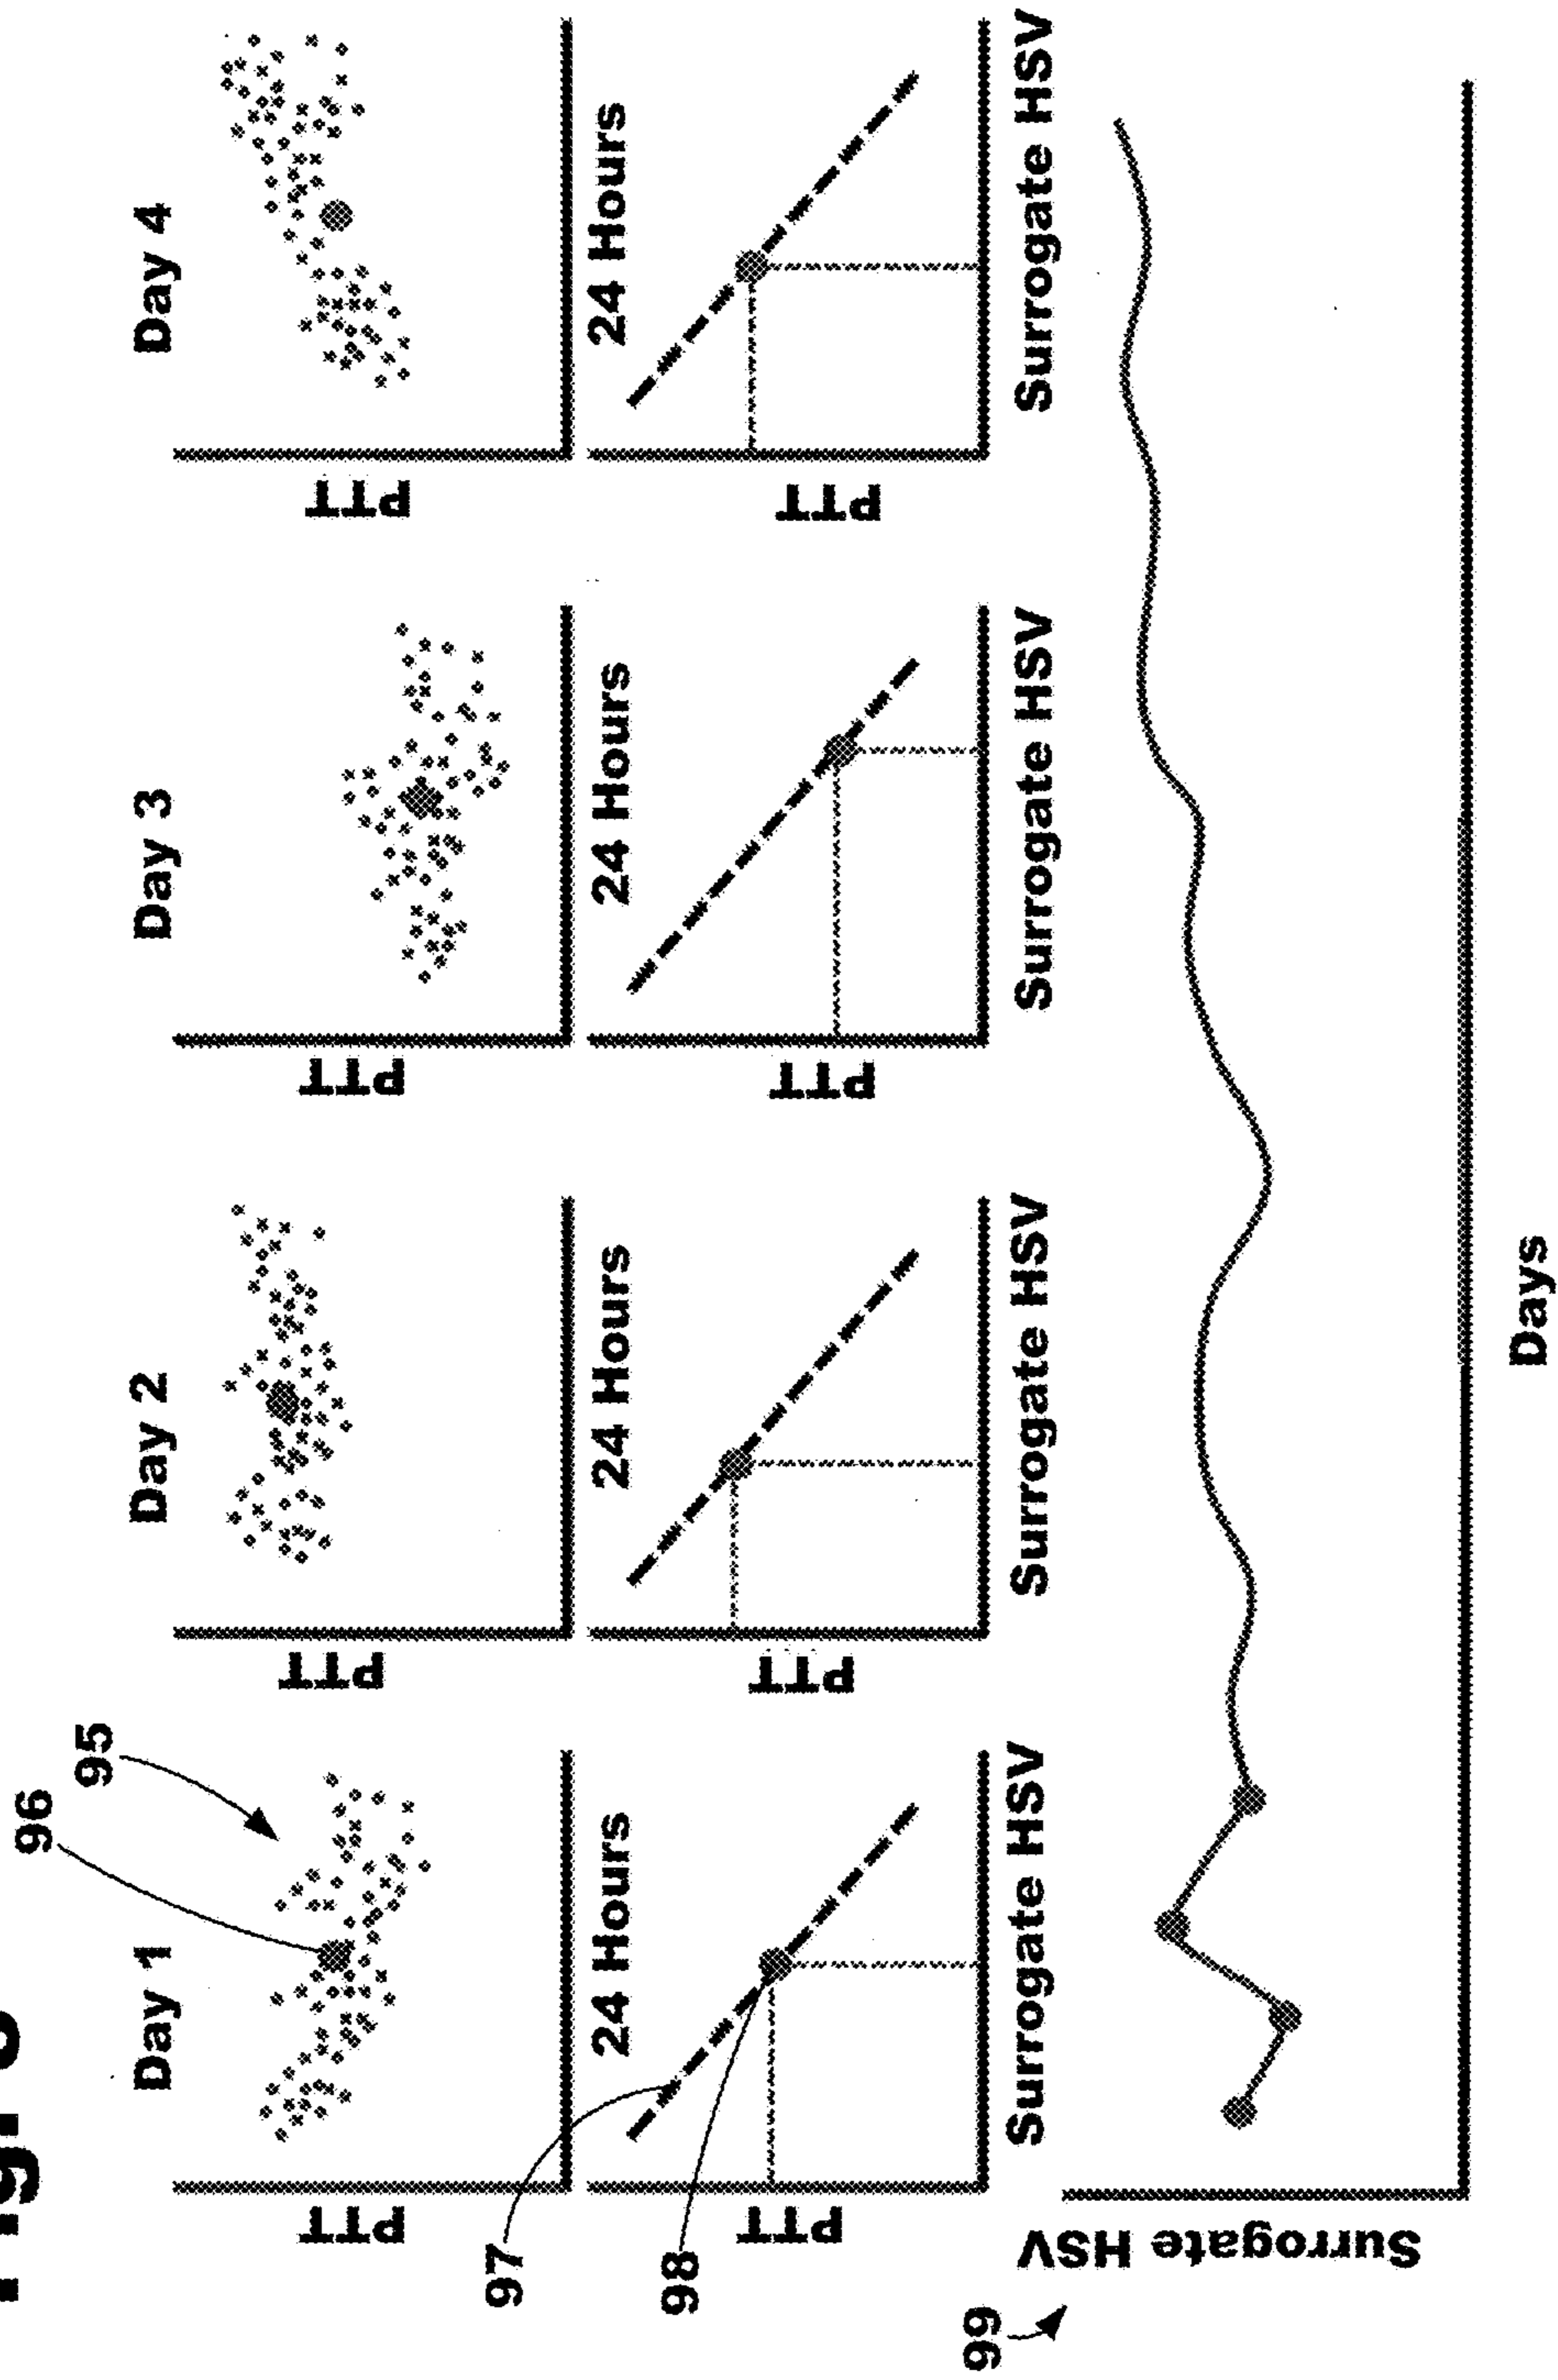 96
95
Day 1
Day 2
Day 3
Day 4
PTT
PTT
PTT
PTT
24 Hours
24 Hours
24 Hours
24 Hours
97
98
PTT
PTT
PTT
PTT
Surrogate HSV
Surrogate HSV
Surrogate HSV
Surrogate HSV
99
Surrogate HSV
Days